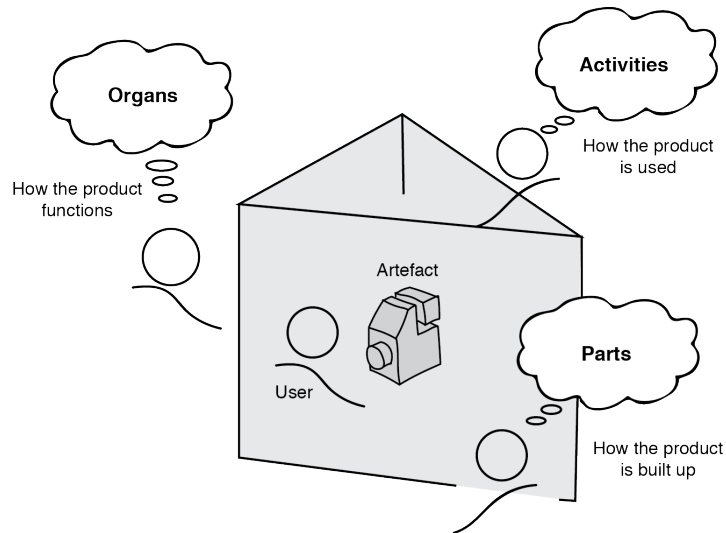 Organs
How the product
functions
Activities
How the product
is used
Artefact
User
Parts
How the product
is built up